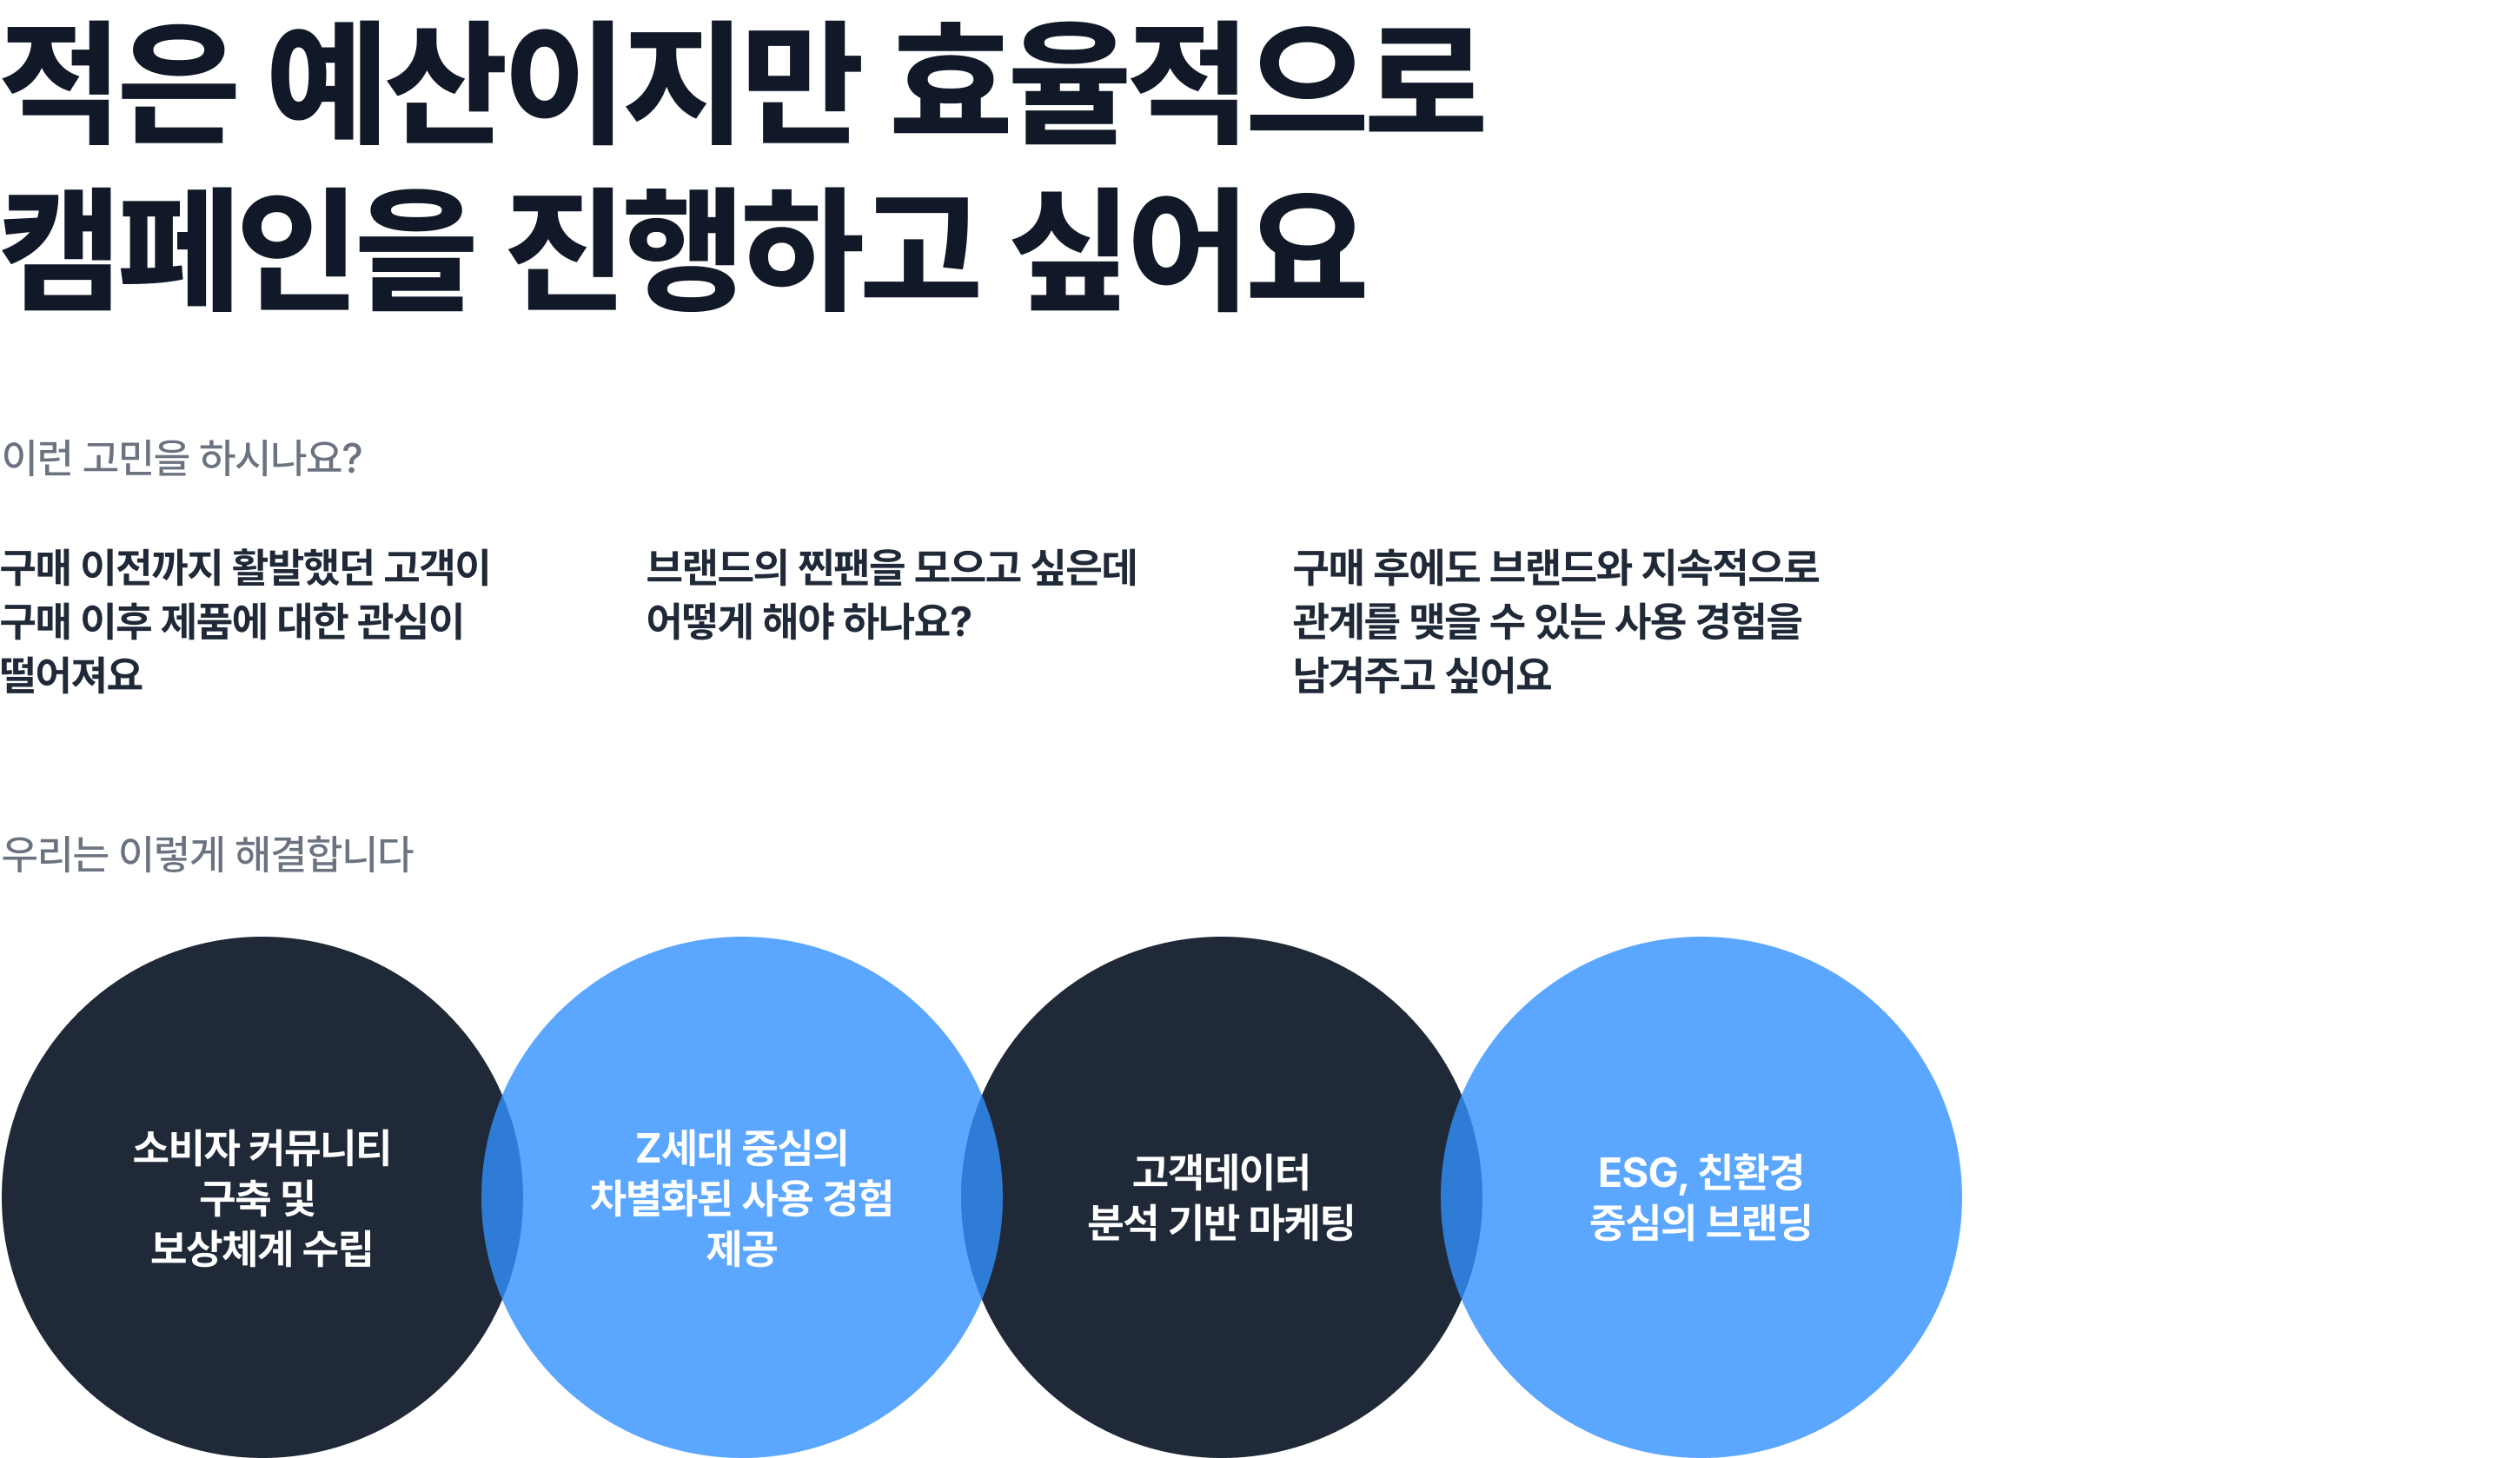 적은 예산이지만 효율적으로
캠페인을 진행하고 싶어요
이런 고민을 하시나요?
구매 이전까지 활발했던 고객이
구매 이후 제품에 대한 관심이
떨어져요
브랜드의 찐팬을 모으고 싶은데
어떻게 해야 하나요?
구매 후에도 브랜드와 지속적으로
관계를 맺을수 있는 사용 경험을
남겨주고 싶어요
우리는 이렇게 해결합니다
소비자 커뮤니티
구축 및
보상체계 수립
Z세대 중심의
차별화된 사용 경험
제공
고객데이터
분석 기반 마케팅
ESG, 친환경
중심의 브랜딩